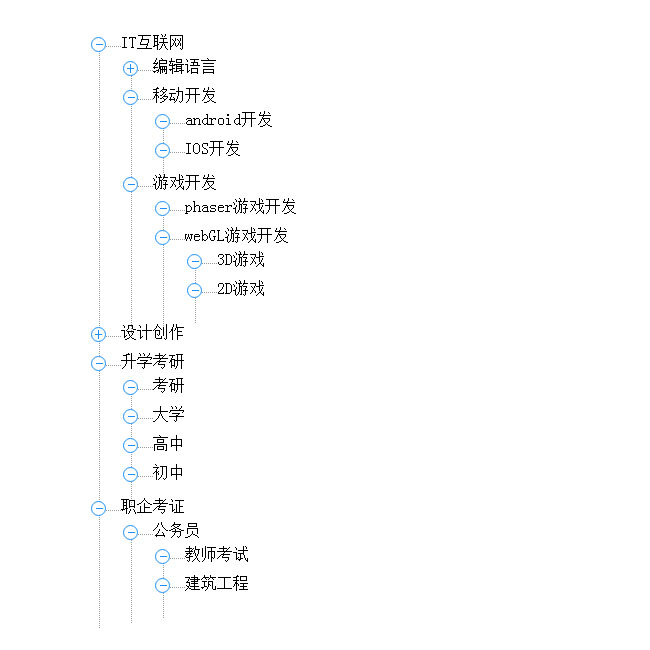 IT互联网
编辑语言
移动开发
android开发
IOS开发
游戏开发
phaser游戏开发
webGL游戏开发
3D游戏
2D游戏
设计创作
升学考研
考研
大学
高中
初中
职企考证
公务员
教师考试
建筑工程